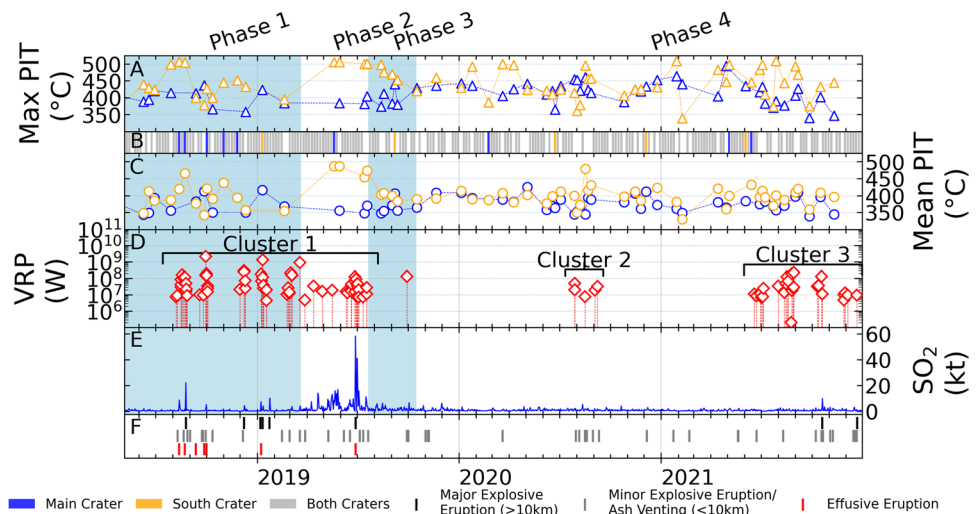 Phase 1
Phase 2
Phase 3
Phase 4
A
Max PIT
(°C)
500
450
400
350
B
C
500
450
400
350
Mean PIT
(°C)
D
VRP
(W)
10¹¹
10¹⁰
10⁹
10⁸
10⁷
10⁶
Cluster 1
Cluster 2
Cluster 3
E
60
40
20
0
SO₂
(kt)
F
2019
2020
2021
Main Crater
South Crater
Both Craters
Major Explosive
Eruption (>10km)
Minor Explosive Eruption/
Ash Venting (<10km)
Effusive Eruption